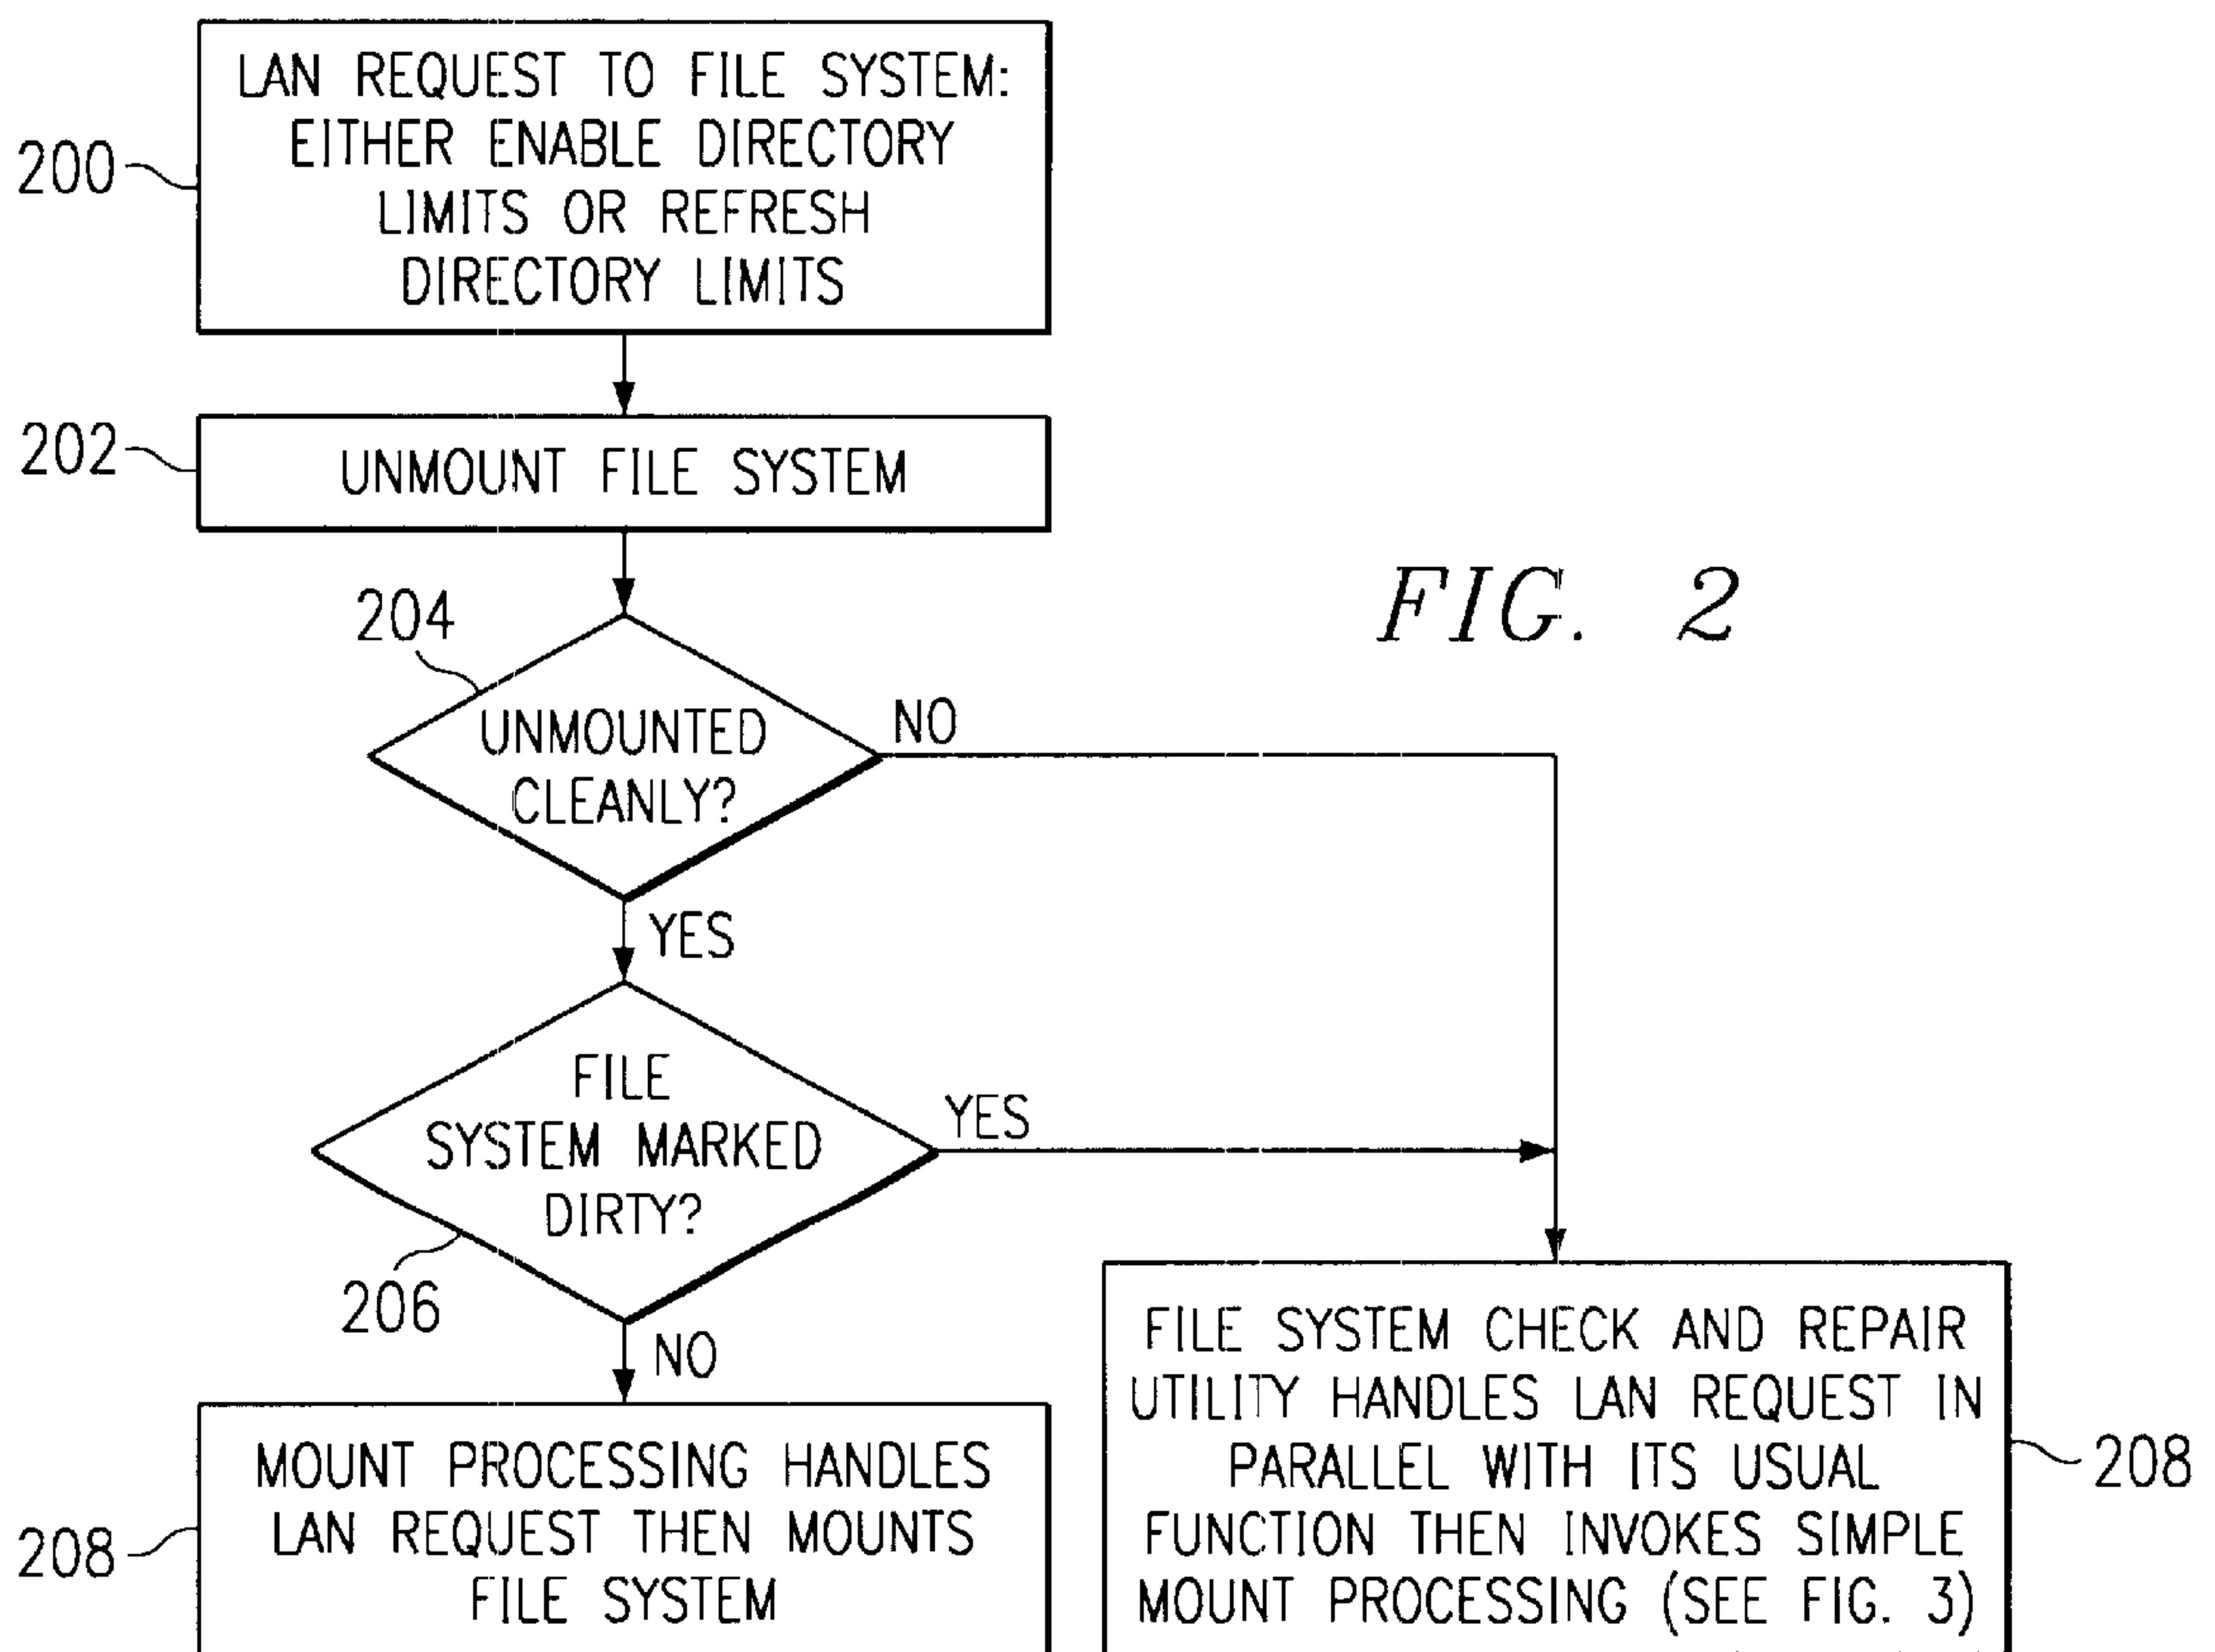 LAN REQUEST TO FILE SYSTEM:
EITHER ENABLE DIRECTORY
LIMITS OR REFRESH
DIRECTORY LIMITS
200
UNMOUNT FILE SYSTEM
202
FIG. 2
204
UNMOUNTED
CLEANLY?
NO
YES
FILE
SYSTEM MARKED
DIRTY?
YES
206
NO
MOUNT PROCESSING HANDLES
LAN REQUEST THEN MOUNTS
FILE SYSTEM
208
FILE SYSTEM CHECK AND REPAIR
UTILITY HANDLES LAN REQUEST IN
PARALLEL WITH ITS USUAL
FUNCTION THEN INVOKES SIMPLE
MOUNT PROCESSING (SEE FIG. 3)
208